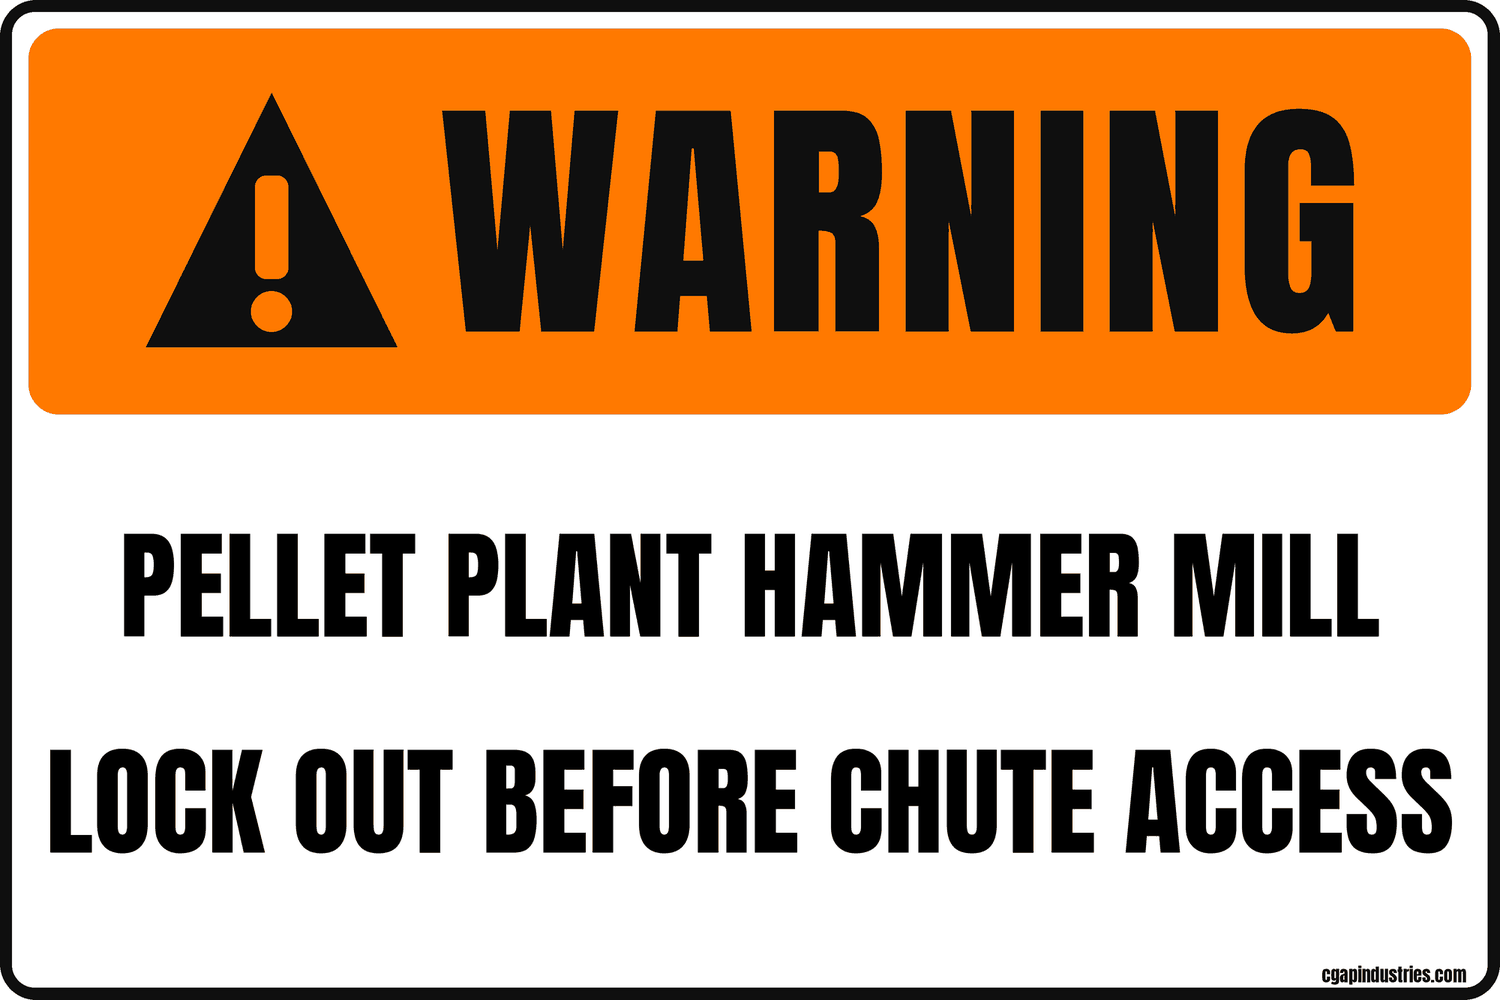 WARNING
PELLET PLANT HAMMER MILL
LOCK OUT BEFORE CHUTE ACCESS
cgapindustries.com